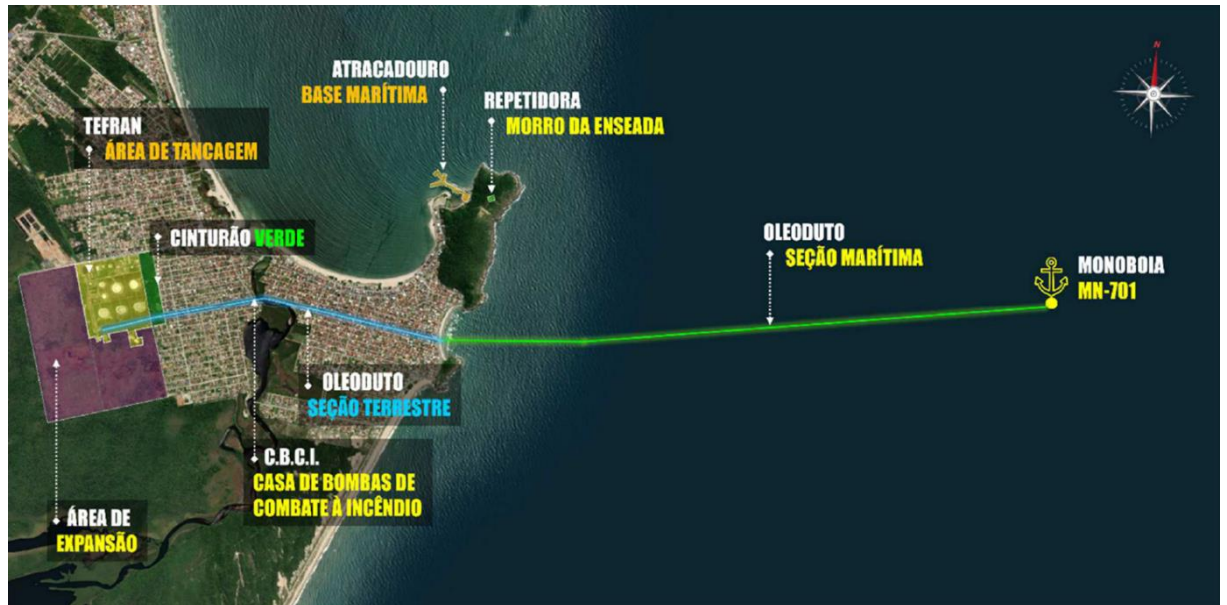 N
ATRACADOURO
BASE MARÍTIMA
REPETIDORA
MORRO DA ENSEADA
TEFRAN
ÁREA DE TANCAGEM
CINTURÃO VERDE
OLEODUTO
SEÇÃO MARÍTIMA
MONOBOIA
MN-701
OLEODUTO
SEÇÃO TERRESTRE
C.B.C.I.
CASA DE BOMBAS DE
COMBATE À INCÊNDIO
ÁREA DE
EXPANSÃO